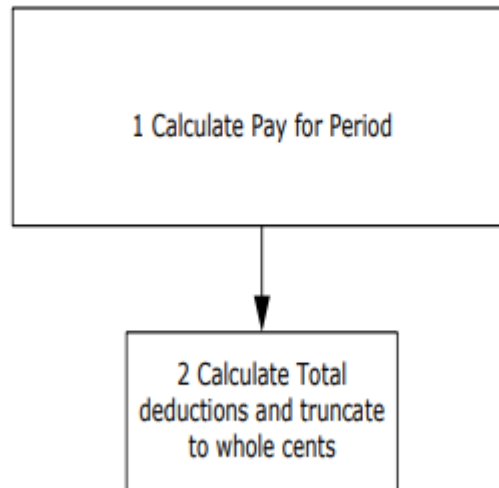 1 Calculate Pay for Period
2 Calculate Total
deductions and truncate
to whole cents